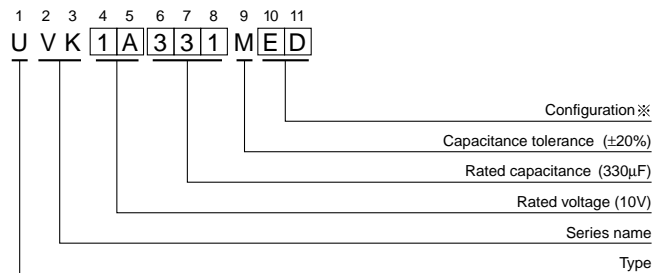 1 2 3 4 5 6 7 8 9 10 11
U V K 1 A 3 3 1 M E D
Configuration※
Capacitance tolerance (±20%)
Rated capacitance (330µF)
Rated voltage (10V)
Series name
Type